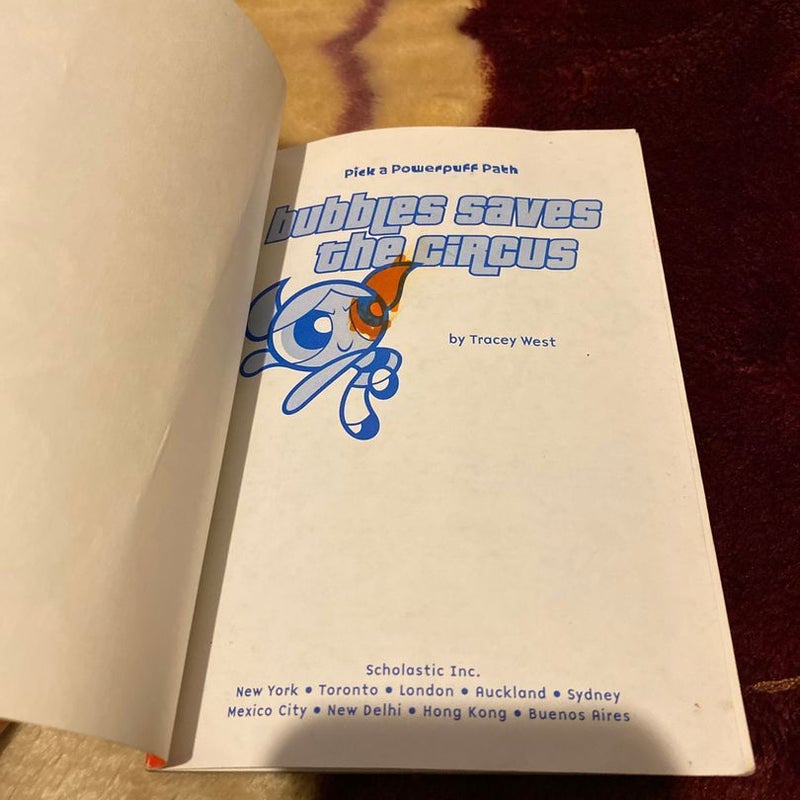 Pick a Powerpuff Path
bubbles saves
the circus
by Tracey West
Scholastic Inc.
New York • Toronto • London • Auckland • Sydney
Mexico City • New Delhi • Hong Kong • Buenos Aires